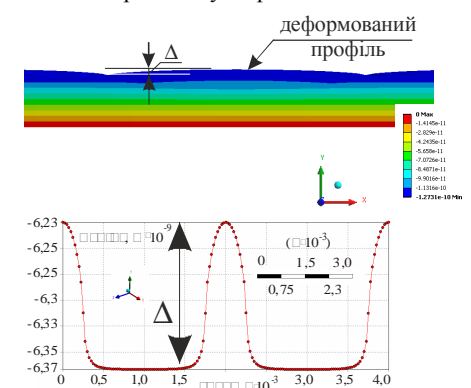 деформований
профіль
Δ
0 Max
-1.4145e-11
-2.829e-11
-4.2435e-11
-5.658e-11
-7.0726e-11
-8.4871e-11
-9.9016e-11
-1.1316e-10
-1.2731e-10 Min
Y
X
-6,23
-6,25
-6,25
-6,3
-6,33
-6,35
-6,37
10⁻⁹
Δ
(□10⁻³)
0 1,5 3,0
0,75 2,3
0 0,5 1,0 1,5 3,0 3,5 4,0
10⁻³